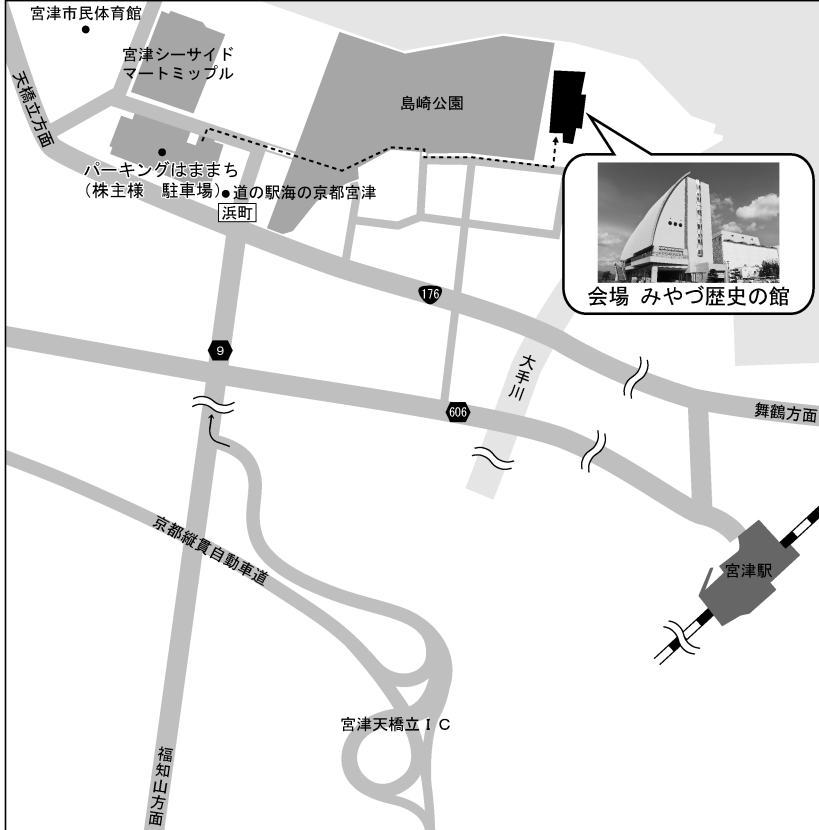 宮津市民体育館
宮津シーサイド
マートミップル
天橋立方面
島崎公園
パーキングはままち
(株主様　駐車場)
道の駅海の京都宮津
浜町
会場 みやづ歴史の館
176
9
大手川
606
舞鶴方面
京都縦貫自動車道
宮津駅
宮津天橋立ＩＣ
福知山方面